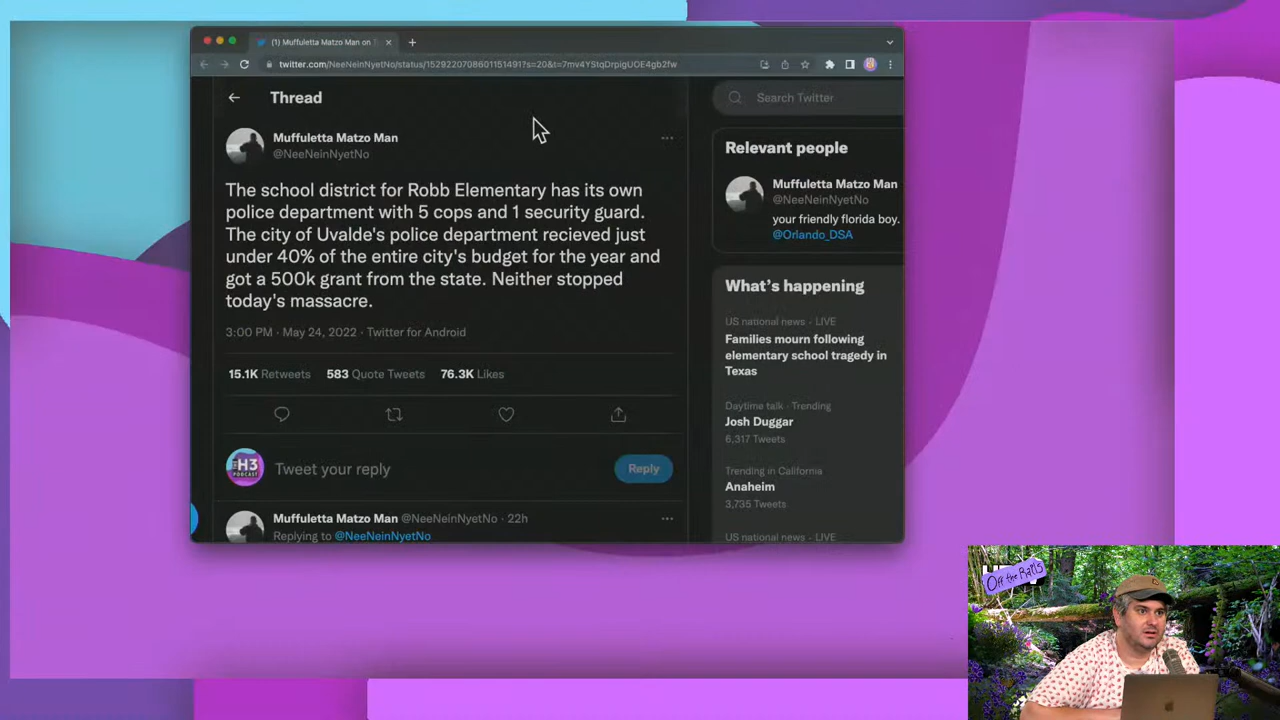 (1) Muffuletta Matzo Man on
twitter.com/NeeNeinNyetNo/status/1529220708601151491?s=20&t=7mv4YStqDrpigUOE4gb2fw
Thread
Search Twitter
Muffuletta Matzo Man
@NeeNeinNyetNo
The school district for Robb Elementary has its own
police department with 5 cops and 1 security guard.
The city of Uvalde's police department recieved just
under 40% of the entire city's budget for the year and
got a 500k grant from the state. Neither stopped
today's massacre.
3:00 PM · May 24, 2022 · Twitter for Android
15.1K Retweets 583 Quote Tweets 76.3K Likes
H3
PODCAST
Tweet your reply
Reply
Muffuletta Matzo Man @NeeNeinNyetNo · 22h
Replying to @NeeNeinNyetNo
Relevant people
Muffuletta Matzo Man
@NeeNeinNyetNo
your friendly florida boy.
@Orlando_DSA
What's happening
US national news · LIVE
Families mourn following
elementary school tragedy in
Texas
Daytime talk · Trending
Josh Duggar
6,317 Tweets
Trending in California
Anaheim
3,735 Tweets
US national news · LIVE
Off the Rails